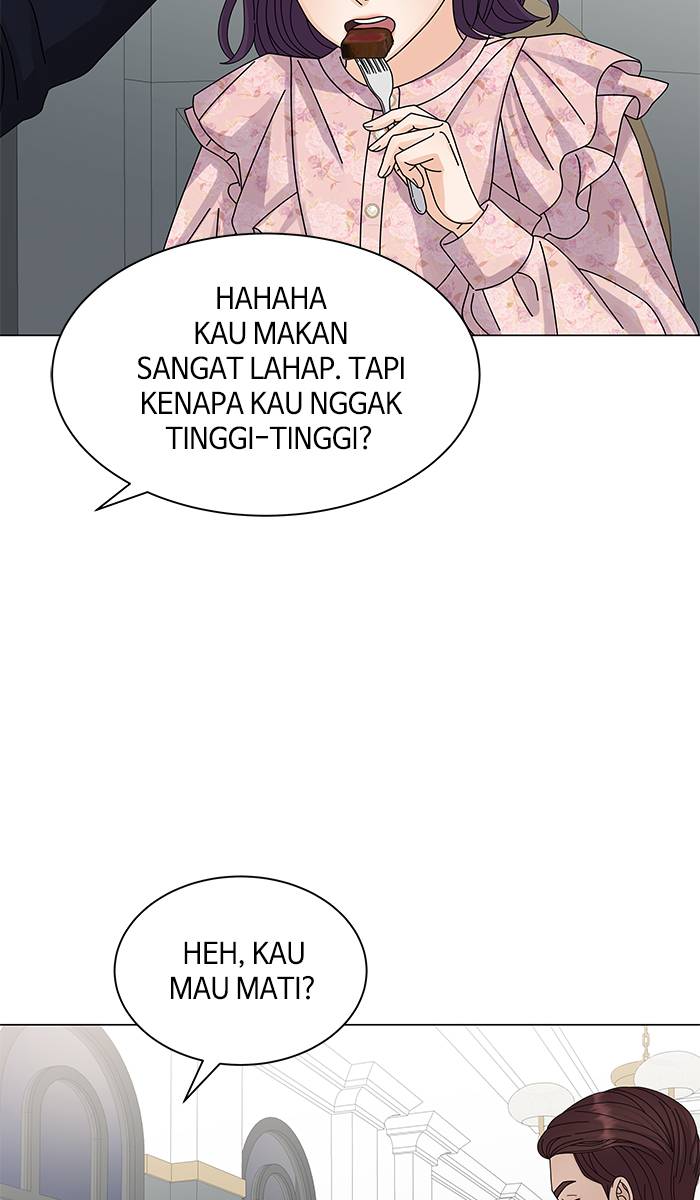 HAHAHA
KAU MAKAN
SANGAT LAHAP. TAPI
KENAPA KAU NGGAK
TINGGI-TINGGI?
HEH, KAU
MAU MATI?